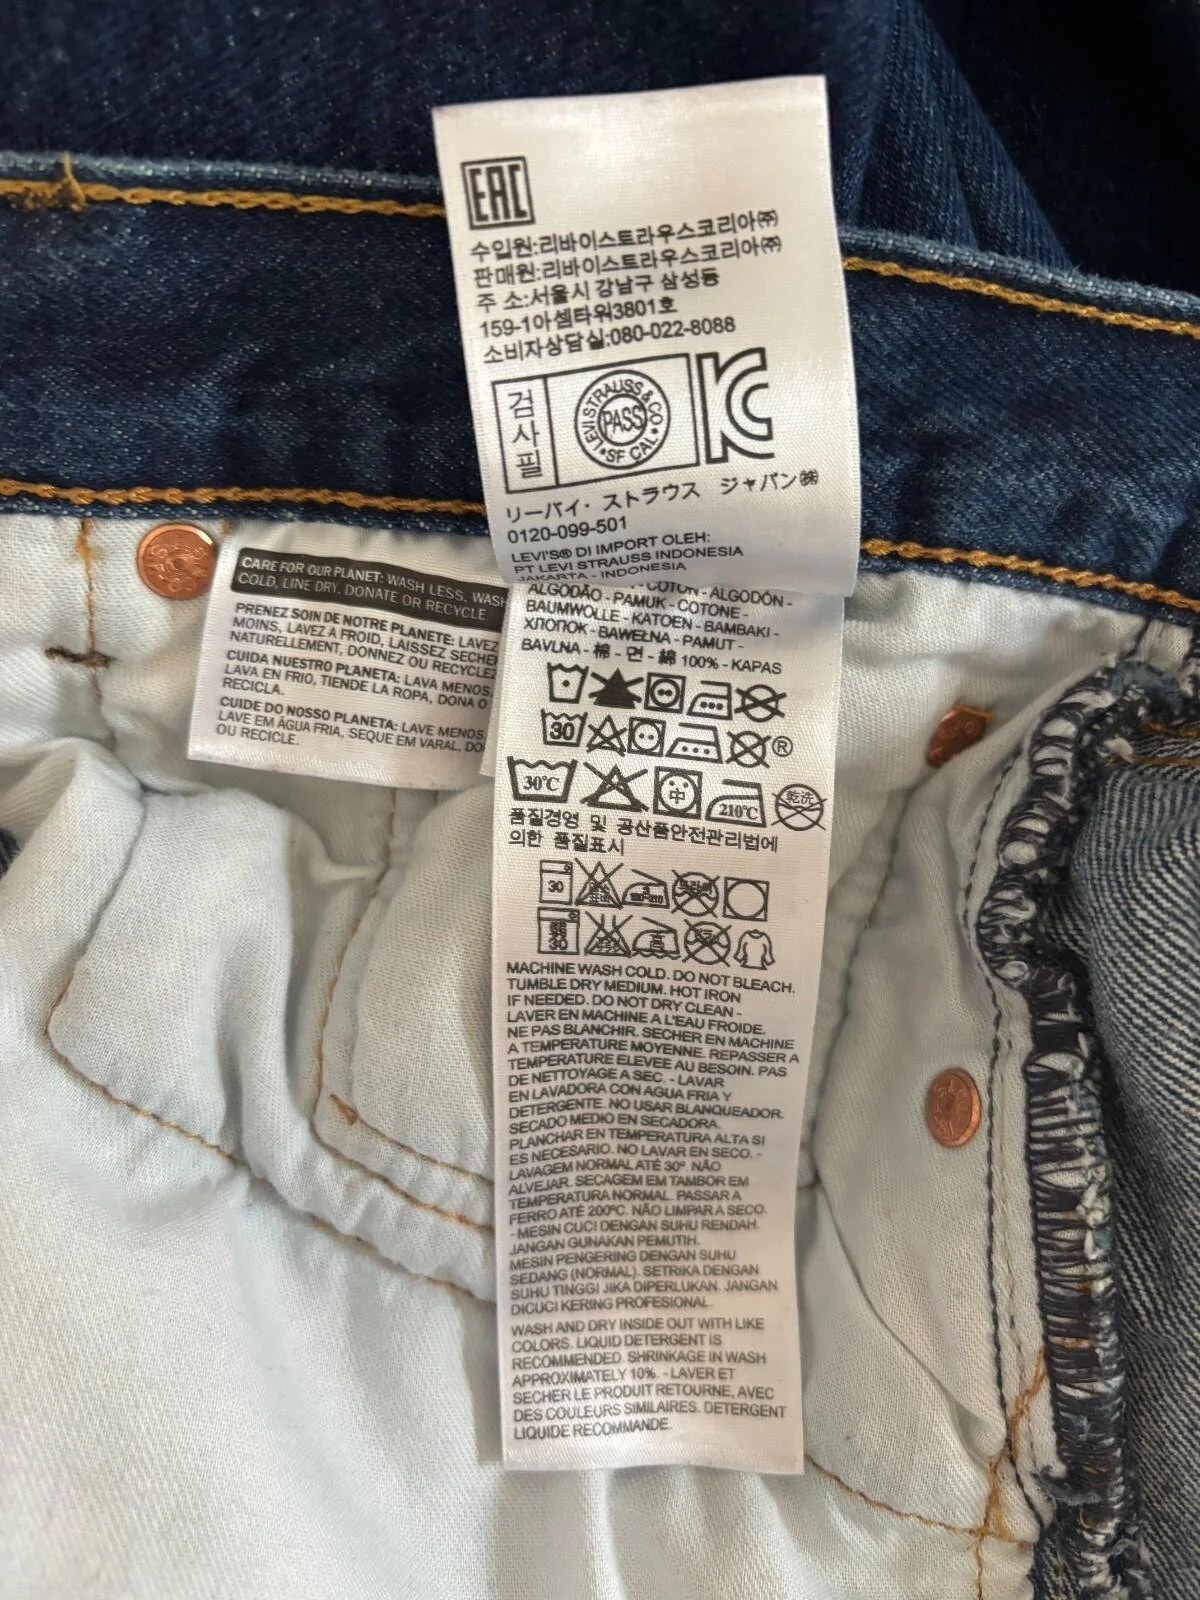 EAC
수입원:리바이스트라우스코리아㈜
판매원:리바이스트라우스코리아㈜
주 소:서울시 강남구 삼성동
159-1아셈타워3801호
소비자상담실:080-022-8088
검사필
LEVI STRAUSS & CO
PASS
SF CAL
リーバイ・ストラウス ジャパン㈱
0120-099-501
LEVI'S® DI IMPORT OLEH:
PT LEVI STRAUSS INDONESIA
JAKARTA - INDONESIA
CARE FOR OUR PLANET: WASH LESS, WASH
COLD, LINE DRY, DONATE OR RECYCLE
PRENEZ SOIN DE NOTRE PLANETE: LAVEZ
MOINS, LAVEZ À FROID, LAISSEZ SECHER
NATURELLEMENT, DONNEZ OU RECYCLEZ
CUIDA NUESTRO PLANETA: LAVA MENOS,
LAVA EN FRIO, TIENDE LA ROPA, DONA O
RECICLA.
CUIDE DO NOSSO PLANETA: LAVE MENOS,
LAVE EM ÁGUA FRIA, SEQUE EM VARAL, DO
OU RECICLE.
COTON - ALGODÓN -
ALGODÃO - PAMUK - COTONE -
BAUMWOLLE - KATOEN - BAMBAKI -
ХЛОПОК - BAWEŁNA - PAMUT -
BAVLNA - 棉 - 면 - 綿 100% - KAPAS
30 ®
30℃ 中 210℃ 乾洗
품질경영 및 공산품안전관리법에
의한 품질표시
30
30
MACHINE WASH COLD. DO NOT BLEACH.
TUMBLE DRY MEDIUM. HOT IRON
IF NEEDED. DO NOT DRY CLEAN -
LAVER EN MACHINE A L'EAU FROIDE.
NE PAS BLANCHIR. SECHER EN MACHINE
A TEMPERATURE MOYENNE. REPASSER A
TEMPERATURE ELEVEE AU BESOIN. PAS
DE NETTOYAGE A SEC. - LAVAR
EN LAVADORA CON AGUA FRIA Y
DETERGENTE. NO USAR BLANQUEADOR.
SECADO MEDIO EN SECADORA.
PLANCHAR EN TEMPERATURA ALTA SI
ES NECESARIO. NO LAVAR EN SECO. -
LAVAGEM NORMAL ATÉ 30º. NÃO
ALVEJAR. SECAGEM EM TAMBOR EM
TEMPERATURA NORMAL. PASSAR A
FERRO ATÉ 200ºC. NÃO LIMPAR A SECO.
- MESIN CUCI DENGAN SUHU RENDAH.
JANGAN GUNAKAN PEMUTIH.
MESIN PENGERING DENGAN SUHU
SEDANG (NORMAL). SETRIKA DENGAN
SUHU TINGGI JIKA DIPERLUKAN. JANGAN
DICUCI KERING PROFESIONAL
WASH AND DRY INSIDE OUT WITH LIKE
COLORS. LIQUID DETERGENT IS
RECOMMENDED. SHRINKAGE IN WASH
APPROXIMATELY 10%. - LAVER ET
SECHER LE PRODUIT RETOURNE, AVEC
DES COULEURS SIMILAIRES. DETERGENT
LIQUIDE RECOMMANDE.